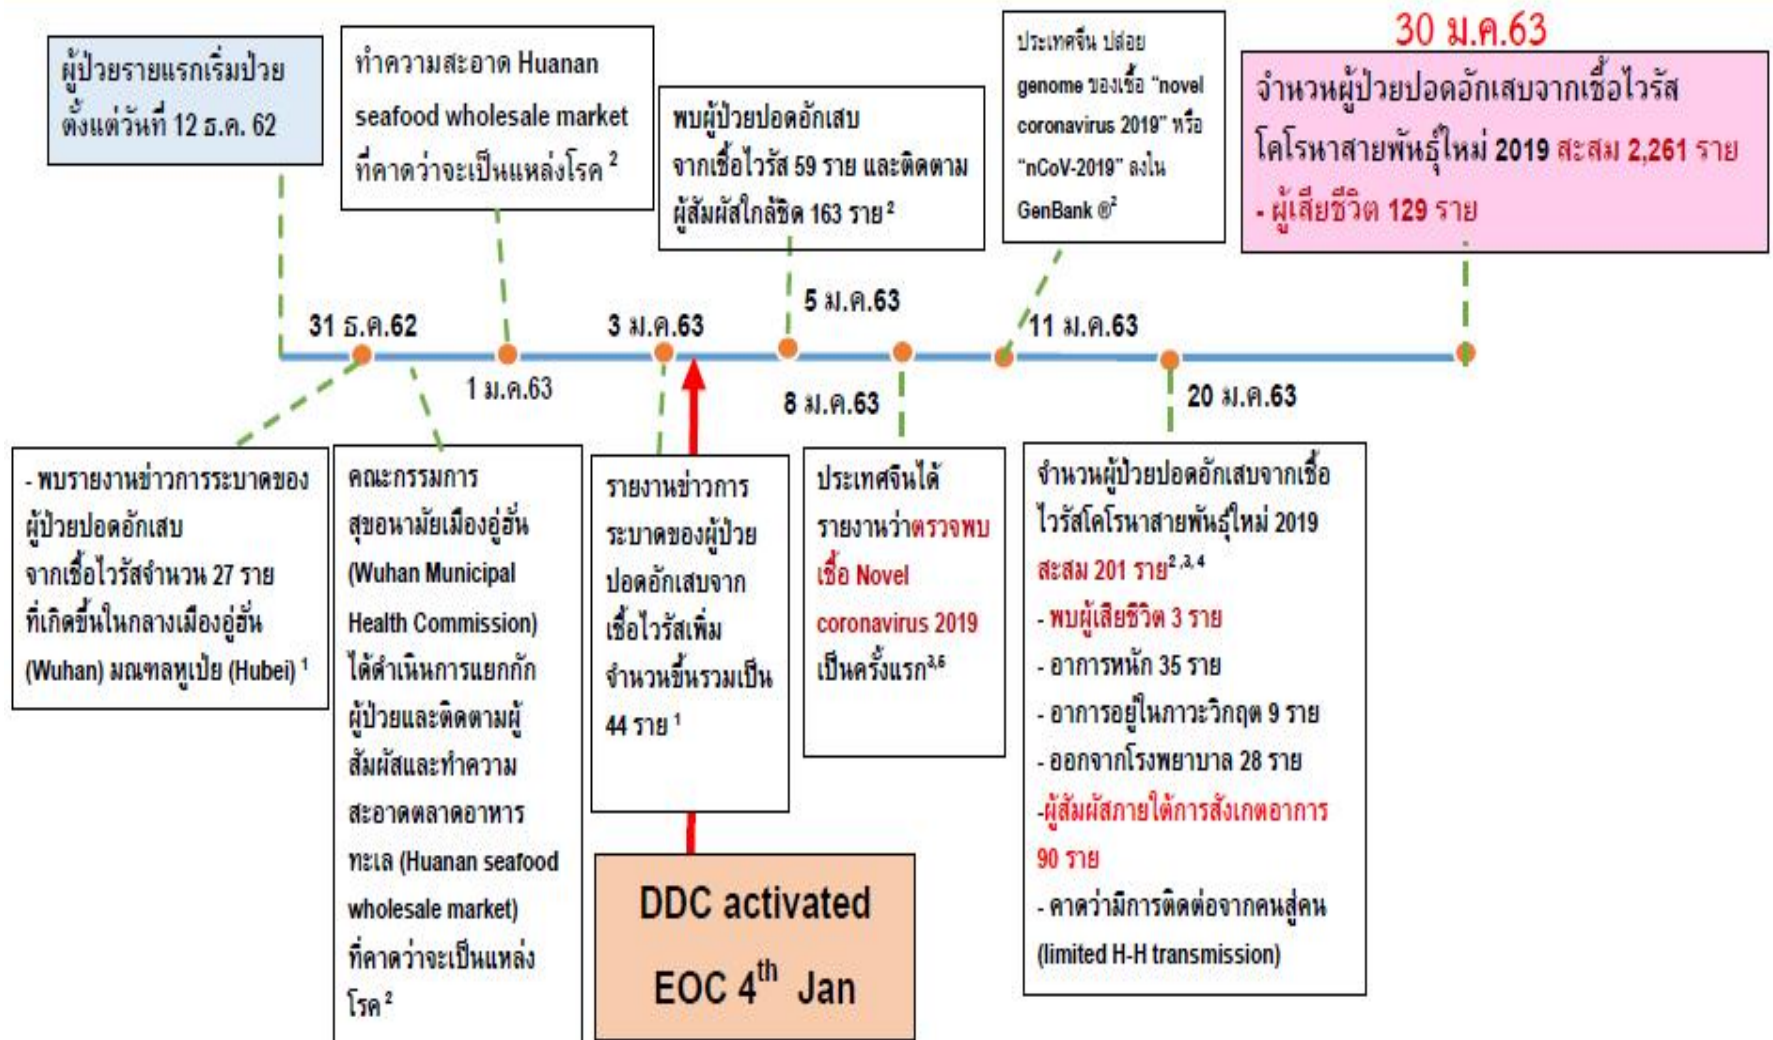 30 ม.ค.63
ผู้ป่วยรายแรกเริ่มป่วย
ตั้งแต่วันที่ 12 ธ.ค. 62
ทำความสะอาด Huanan
seafood wholesale market
ที่คาดว่าจะเป็นแหล่งโรค 2
พบผู้ป่วยปอดอักเสบ
จากเชื้อไวรัส 59 ราย และติดตาม
ผู้สัมผัสใกล้ชิด 163 ราย 2
ประเทศจีน ปล่อย
genome ของเชื้อ "novel
coronavirus 2019" หรือ
"nCoV-2019" ลงใน
GenBank ®2
จำนวนผู้ป่วยปอดอักเสบจากเชื้อไวรัส
โคโรนาสายพันธุ์ใหม่ 2019 สะสม 2,261 ราย
- ผู้เสียชีวิต 129 ราย
31 ธ.ค.62
1 ม.ค.63
3 ม.ค.63
5 ม.ค.63
8 ม.ค.63
11 ม.ค.63
20 ม.ค.63
- พบรายงานข่าวการระบาดของ
ผู้ป่วยปอดอักเสบ
จากเชื้อไวรัสจำนวน 27 ราย
ที่เกิดขึ้นในกลางเมืองอู่ฮั่น
(Wuhan) มณฑลหูเป่ย (Hubei) 1
คณะกรรมการ
สุขอนามัยเมืองอู่ฮั่น
(Wuhan Municipal
Health Commission)
ได้ดำเนินการแยกกัก
ผู้ป่วยและติดตามผู้
สัมผัสและทำความ
สะอาดตลาดอาหาร
ทะเล (Huanan seafood
wholesale market)
ที่คาดว่าจะเป็นแหล่ง
โรค 2
รายงานข่าวการ
ระบาดของผู้ป่วย
ปอดอักเสบจาก
เชื้อไวรัสเพิ่ม
จำนวนขึ้นรวมเป็น
44 ราย 1
DDC activated
EOC 4th Jan
ประเทศจีนได้
รายงานว่าตรวจพบ
เชื้อ Novel
coronavirus 2019
เป็นครั้งแรก3,5
จำนวนผู้ป่วยปอดอักเสบจากเชื้อ
ไวรัสโคโรนาสายพันธุ์ใหม่ 2019
สะสม 201 ราย2 ,3, 4
- พบผู้เสียชีวิต 3 ราย
- อาการหนัก 35 ราย
- อาการอยู่ในภาวะวิกฤต 9 ราย
- ออกจากโรงพยาบาล 28 ราย
-ผู้สัมผัสภายใต้การสังเกตอาการ
90 ราย
- คาดว่ามีการติดต่อจากคนสู่คน
(limited H-H transmission)